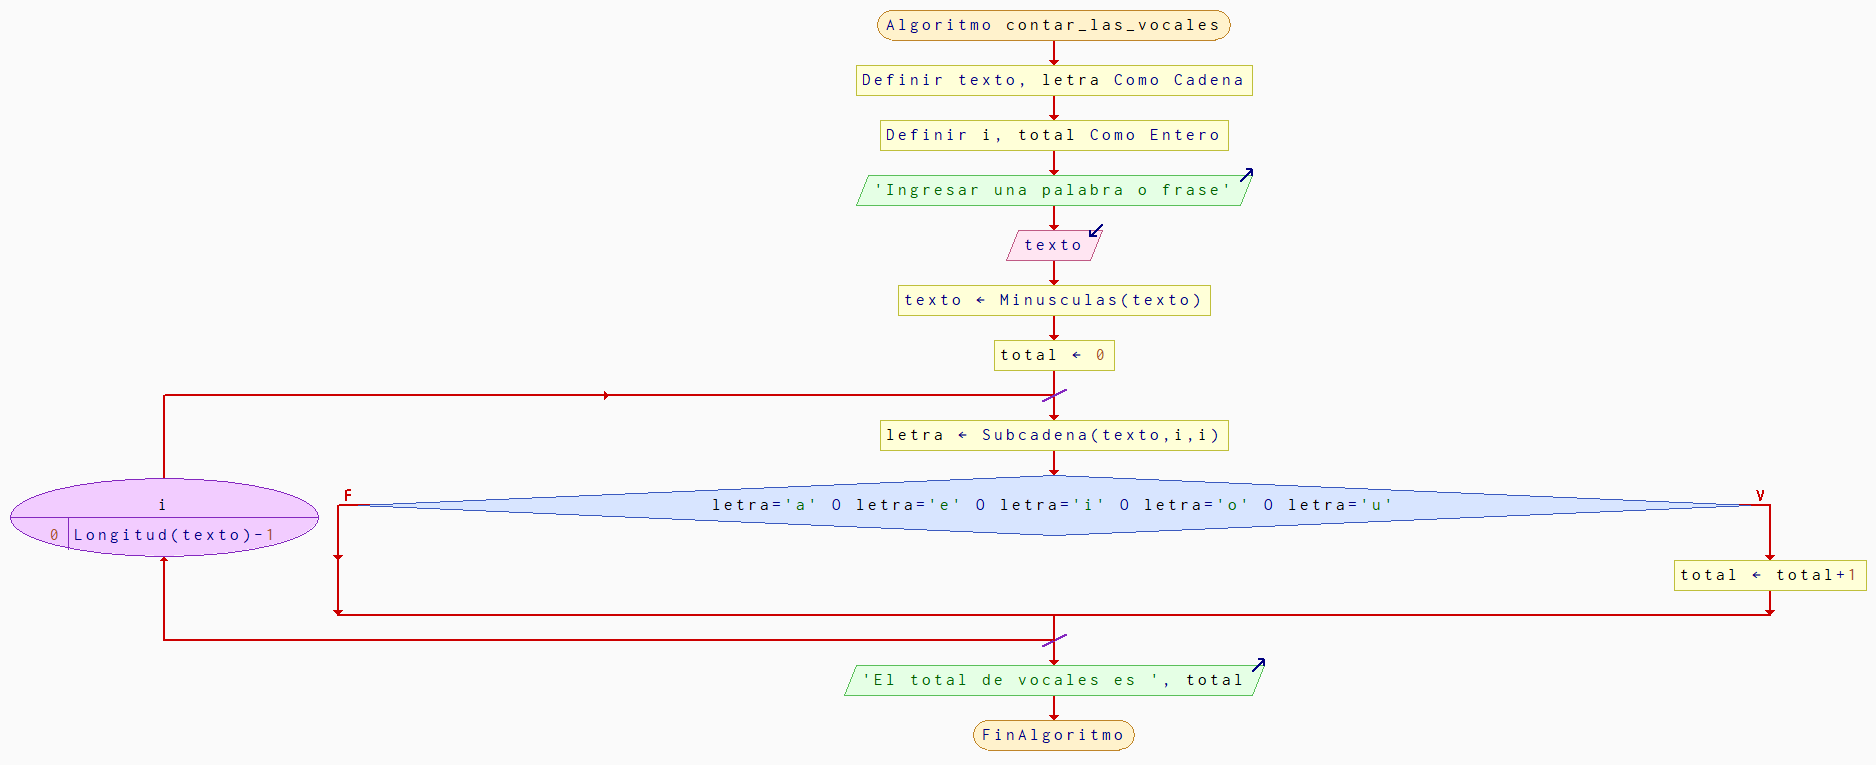 Algoritmo contar_las_vocales
Definir texto, letra Como Cadena
Definir i, total Como Entero
'Ingresar una palabra o frase'
texto
texto ← Minusculas(texto)
total ← 0
letra ← Subcadena(texto,i,i)
i
0 Longitud(texto)-1
F
letra='a' O letra='e' O letra='i' O letra='o' O letra='u'
V
total ← total+1
'El total de vocales es ', total
FinAlgoritmo